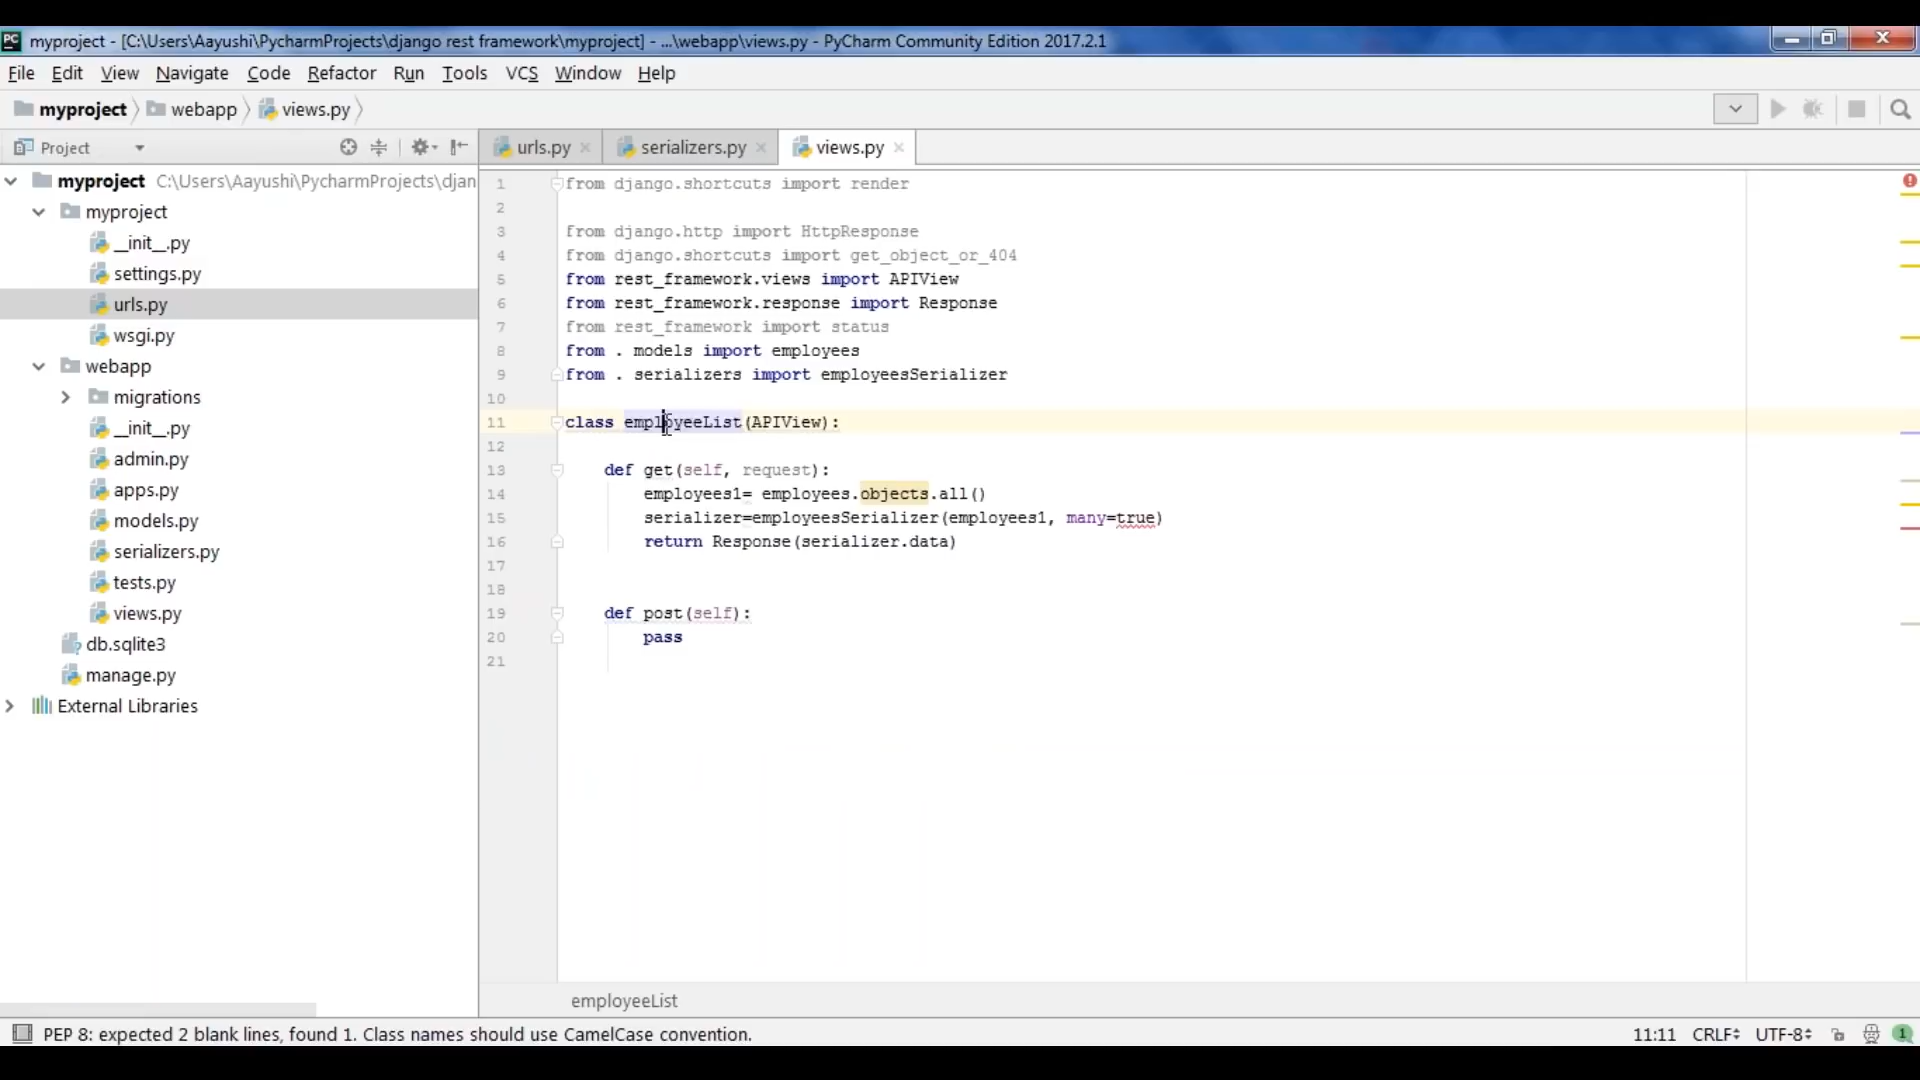 PC myproject - [C:\Users\Aayushi\PycharmProjects\django rest framework\myproject] - ...\webapp\views.py - PyCharm Community Edition 2017.2.1
File Edit View Navigate Code Refactor Run Tools VCS Window Help
myproject webapp views.py
Project
urls.py serializers.py views.py
myproject C:\Users\Aayushi\PycharmProjects\djan
myproject
__init__.py
settings.py
urls.py
wsgi.py
webapp
migrations
__init__.py
admin.py
apps.py
models.py
serializers.py
tests.py
views.py
db.sqlite3
manage.py
External Libraries
1 from django.shortcuts import render
2
3 from django.http import HttpResponse
4 from django.shortcuts import get_object_or_404
5 from rest_framework.views import APIView
6 from rest_framework.response import Response
7 from rest_framework import status
8 from . models import employees
9 from . serializers import employeesSerializer
10
11 class employeeList(APIView):
12
13 def get(self, request):
14 employees1= employees.objects.all()
15 serializer=employeesSerializer(employees1, many=true)
16 return Response(serializer.data)
17
18
19 def post(self):
20 pass
21
employeeList
PEP 8: expected 2 blank lines, found 1. Class names should use CamelCase convention. 11:11 CRLF UTF-8 1